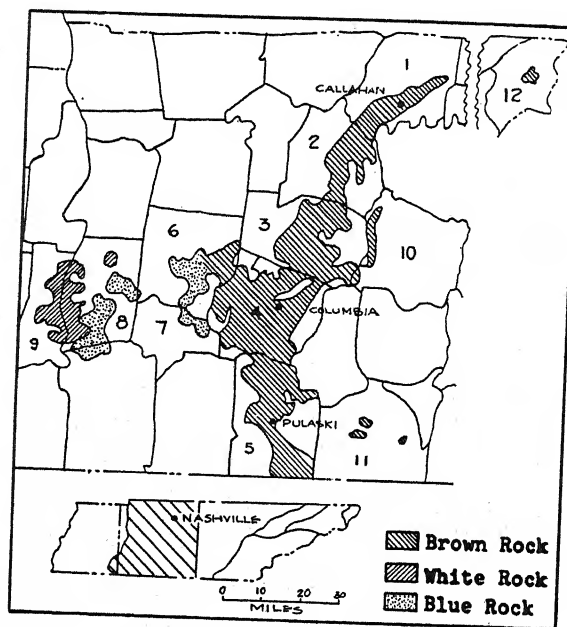 1
CALLAHAN
12
2
3
6
10
4
COLUMBIA
8
7
9
PULASKI
5
11
NASHVILLE
Brown Rock
White Rock
Blue Rock
0 10 20 30
MILES